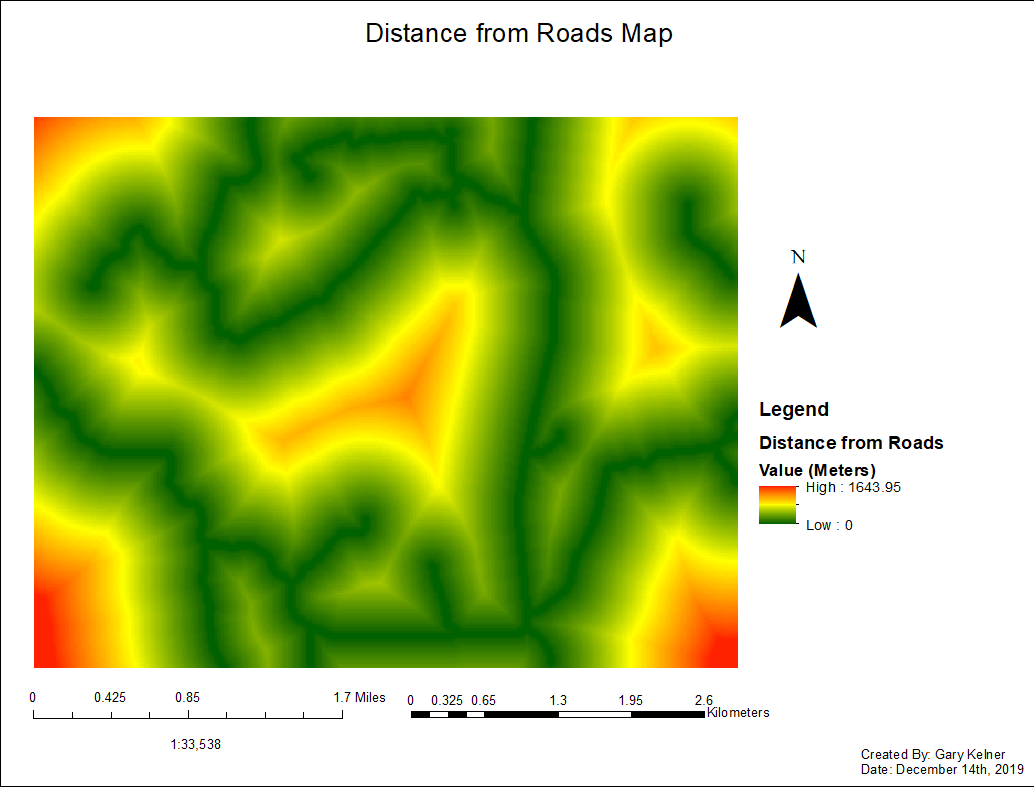 Distance from Roads Map
N
Legend
Distance from Roads
Value (Meters)
High : 1643.95
Low : 0
0 0.425 0.85 1.7 Miles
0 0.325 0.65 1.3 1.95 2.6
Kilometers
1:33,538
Created By: Gary Kelner
Date: December 14th, 2019